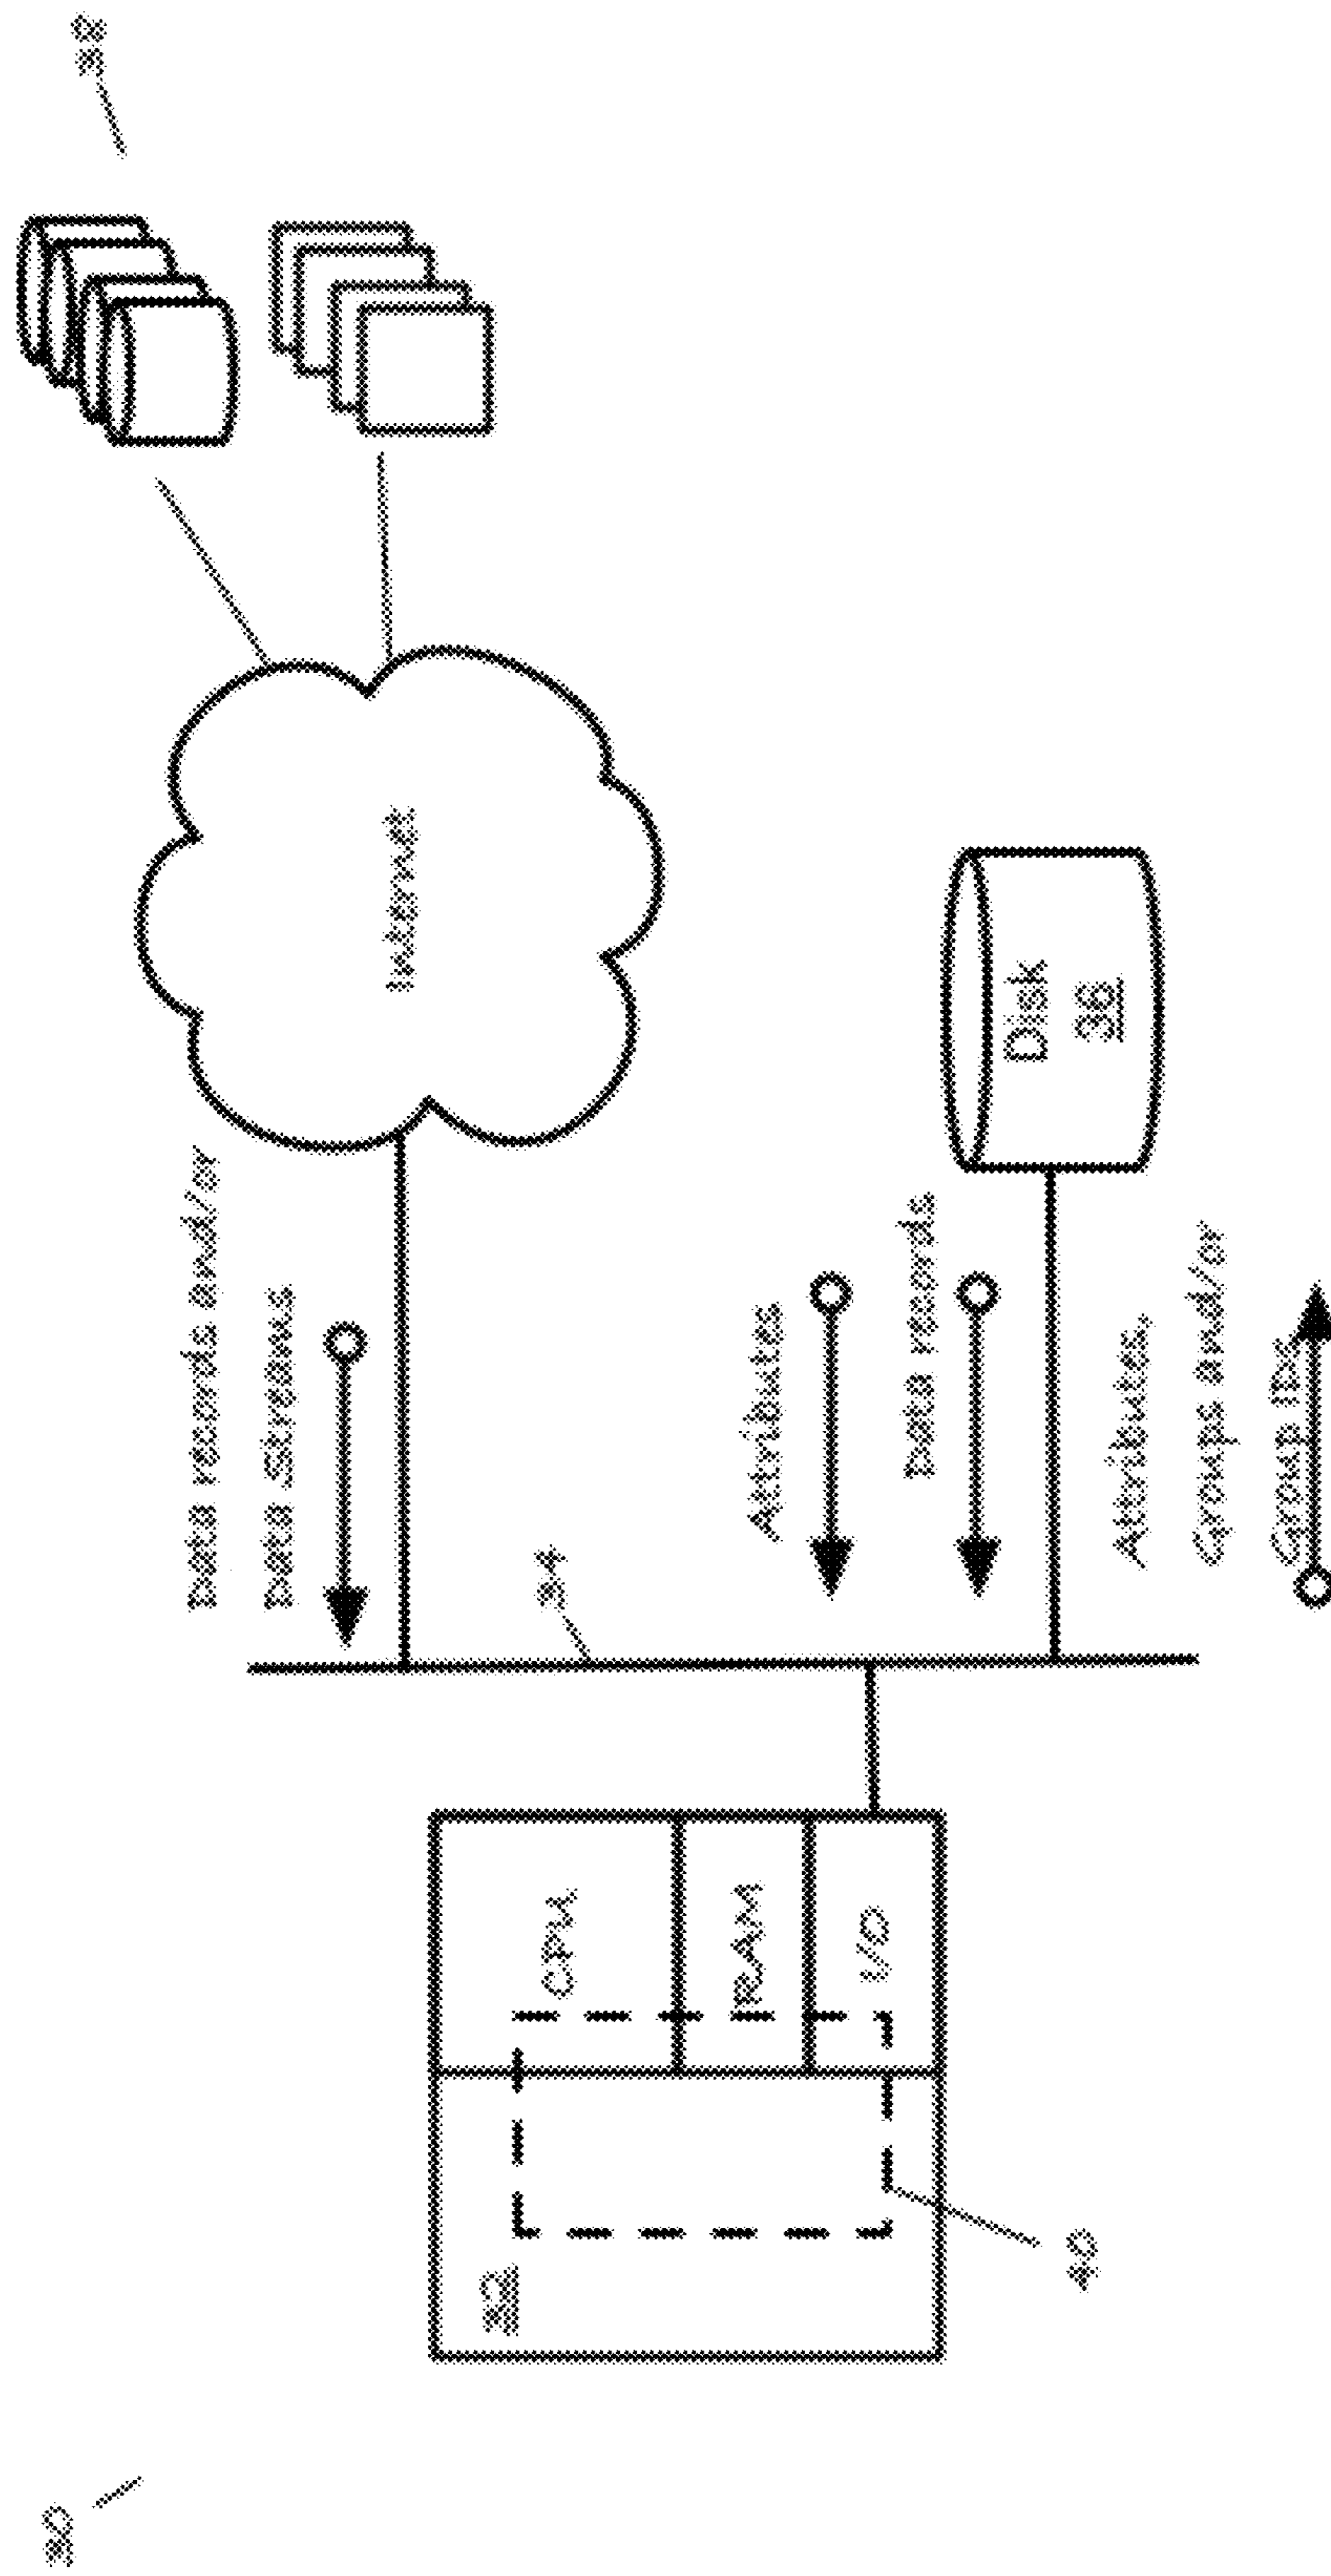 38
Data records and/or
Data Streams
Internet
34
Attributes
Data records
Disk
36
Attributes,
Groups and/or
Group IDs
CPU
RAM
I/O
32
40
30